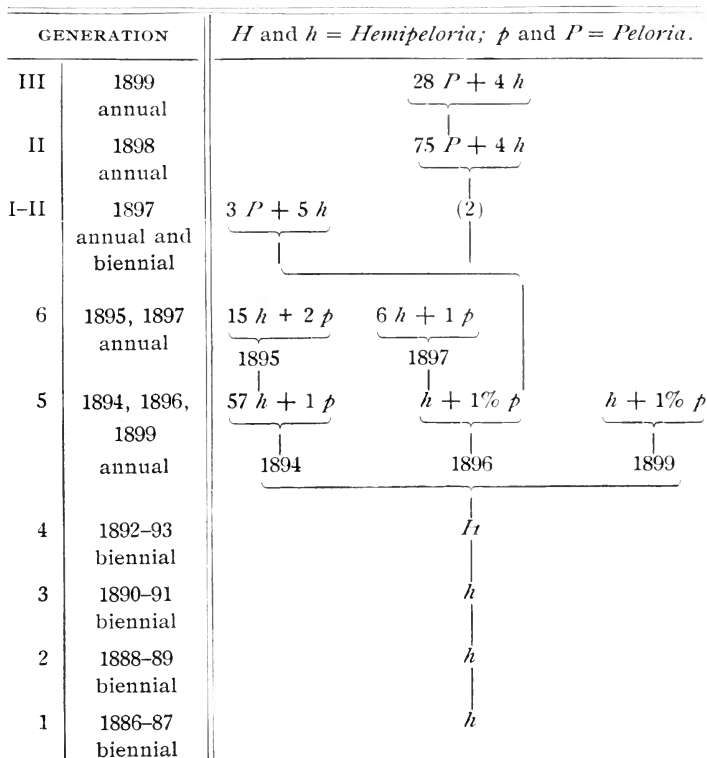 GENERATION H and h = Hemipeloria; p and P = Peloria.
III 1899 28 P + 4 h
annual
II 1898 75 P + 4 h
annual
I–II 1897 3 P + 5 h (2)
annual and
biennial
6 1895, 1897 15 h + 2 p 6 h + 1 p
annual
1895 1897
5 1894, 1896, 57 h + 1 p h + 1% p h + 1% p
1899
annual 1894 1896 1899
4 1892–93
biennial
3 1890–91 h
biennial
2 1888–89 h
biennial
1 1886–87 h
biennial